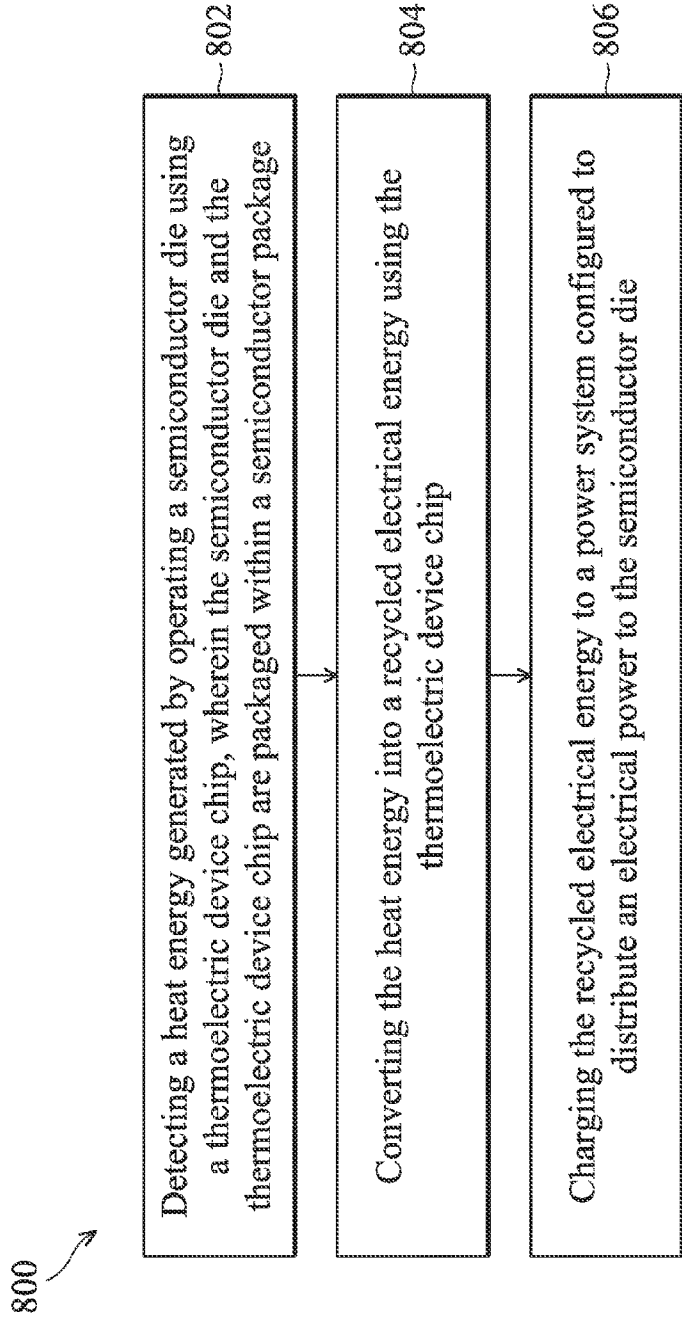 800
Detecting a heat energy generated by operating a semiconductor die using
a thermoelectric device chip, wherein the semiconductor die and the
thermoelectric device chip are packaged within a semiconductor package
802
Converting the heat energy into a recycled electrical energy using the
thermoelectric device chip
804
Charging the recycled electrical energy to a power system configured to
distribute an electrical power to the semiconductor die
806